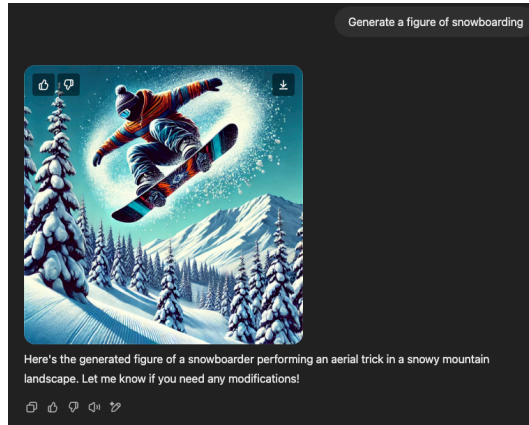 Generate a figure of snowboarding
Here's the generated figure of a snowboarder performing an aerial trick in a snowy mountain
landscape. Let me know if you need any modifications!